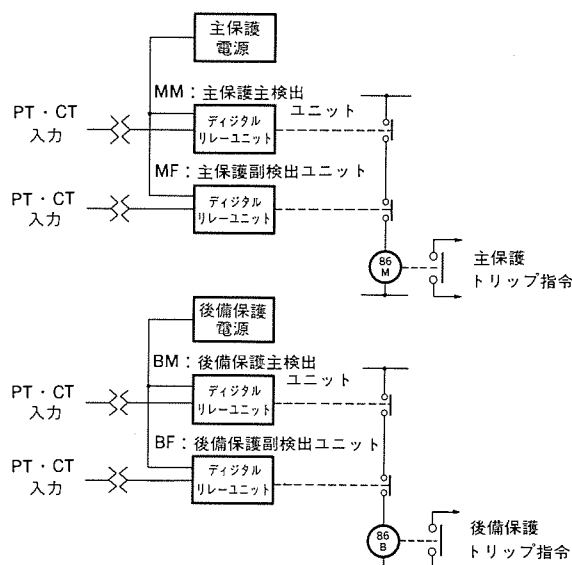 主保護
電源
MM：主保護主検出
ユニット
PT・CT
入力
ディジタル
リレーユニット
MF：主保護副検出ユニット
PT・CT
入力
ディジタル
リレーユニット
86
M
主保護
トリップ指令
後備保護
電源
BM：後備保護主検出
ユニット
PT・CT
入力
ディジタル
リレーユニット
BF：後備保護副検出ユニット
PT・CT
入力
ディジタル
リレーユニット
86
B
後備保護
トリップ指令